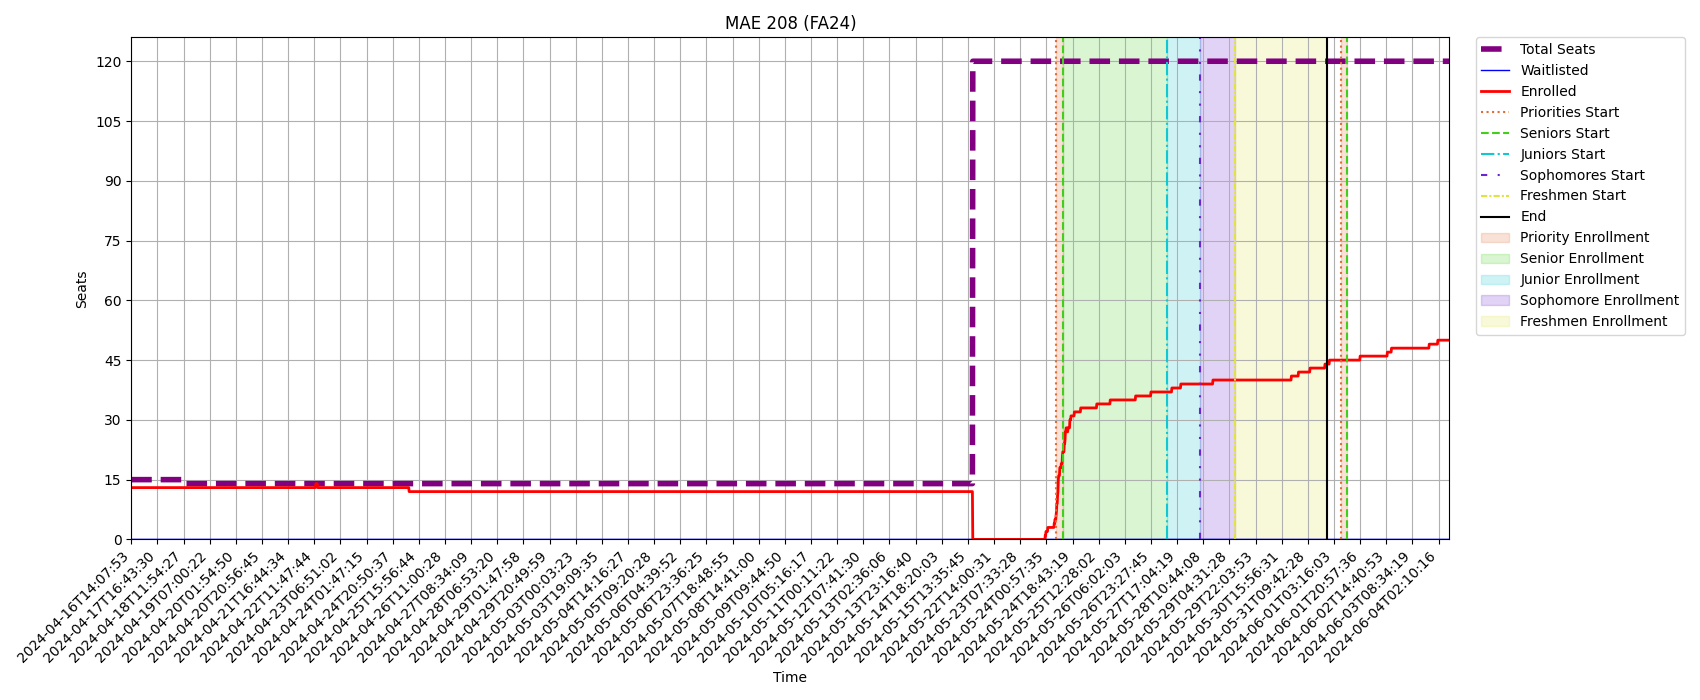 MAE 208 (FA24)
Seats
120
105
90
75
60
45
30
15
0
2024-04-16T14:07:53
2024-04-17T16:43:30
2024-04-18T11:54:27
2024-04-19T07:00:22
2024-04-20T01:54:50
2024-04-20T20:56:45
2024-04-21T16:44:34
2024-04-22T11:47:44
2024-04-23T06:51:02
2024-04-24T01:47:15
2024-04-24T20:50:37
2024-04-25T15:56:44
2024-04-26T11:00:28
2024-04-27T08:34:09
2024-04-28T06:53:20
2024-04-29T01:47:58
2024-04-29T20:49:59
2024-05-03T00:03:23
2024-05-03T19:09:35
2024-05-04T14:16:27
2024-05-05T09:20:28
2024-05-06T04:39:52
2024-05-06T23:36:25
2024-05-07T18:48:55
2024-05-08T14:41:00
2024-05-09T09:44:50
2024-05-10T05:16:17
2024-05-11T00:11:22
2024-05-12T07:41:30
2024-05-13T02:36:06
2024-05-13T23:16:40
2024-05-14T18:20:03
2024-05-15T13:35:45
2024-05-22T14:00:31
2024-05-23T07:33:28
2024-05-24T00:57:35
2024-05-24T18:43:19
2024-05-25T12:28:02
2024-05-26T06:02:03
2024-05-26T23:27:45
2024-05-27T17:04:19
2024-05-28T10:44:08
2024-05-29T04:31:28
2024-05-29T22:03:53
2024-05-30T15:56:31
2024-05-31T09:42:28
2024-06-01T03:16:03
2024-06-01T20:57:36
2024-06-02T14:40:53
2024-06-03T08:34:19
2024-06-04T02:10:16
Time
Total Seats
Waitlisted
Enrolled
Priorities Start
Seniors Start
Juniors Start
Sophomores Start
Freshmen Start
End
Priority Enrollment
Senior Enrollment
Junior Enrollment
Sophomore Enrollment
Freshmen Enrollment